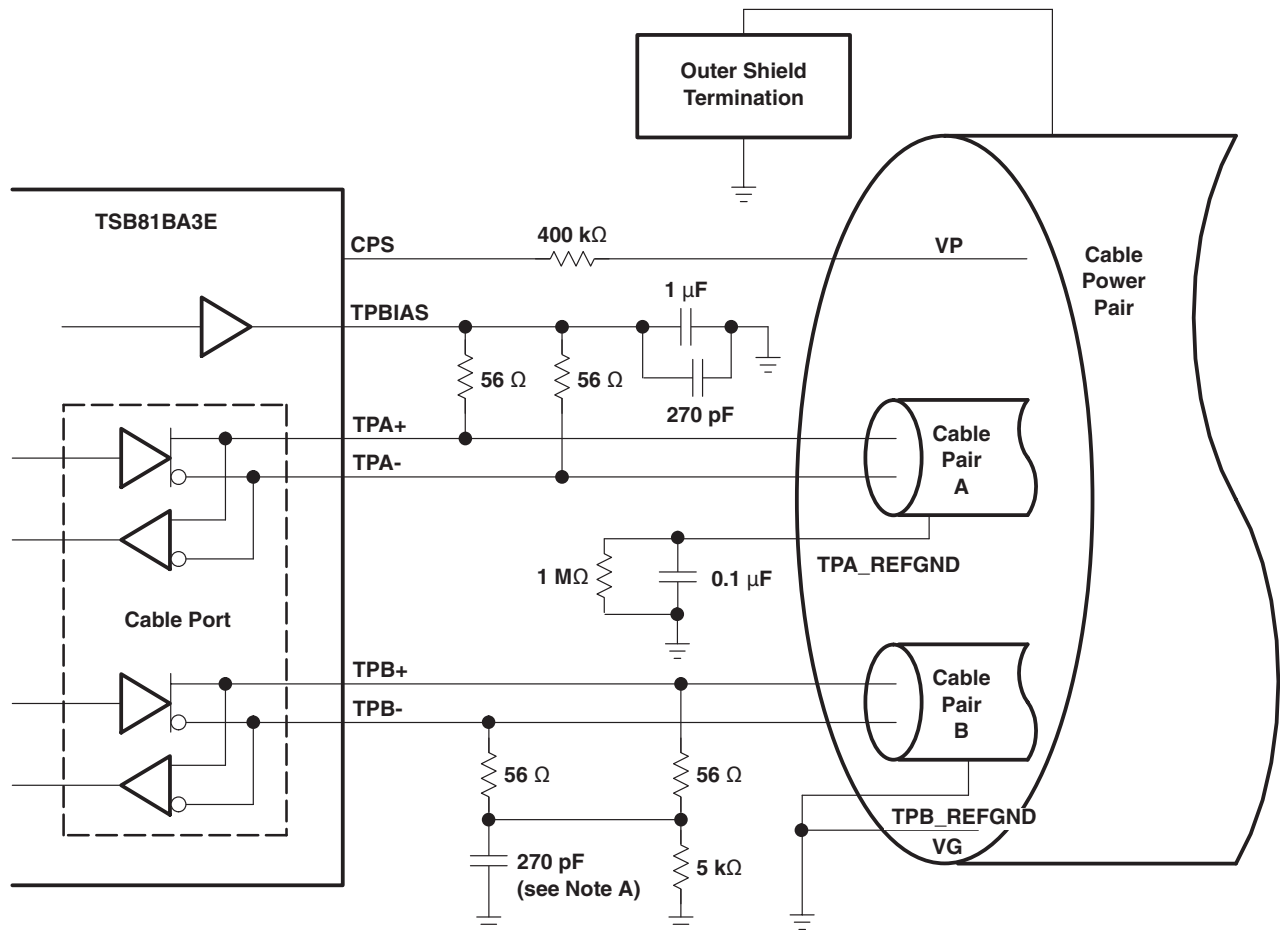 Outer Shield
Termination
TSB81BA3E
CPS
400 kΩ
VP
Cable
Power
Pair
TPBIAS
1 μF
56 Ω
56 Ω
270 pF
TPA+
TPA-
Cable
Pair
A
1 MΩ
0.1 μF
TPA_REFGND
Cable Port
TPB+
TPB-
Cable
Pair
B
56 Ω
56 Ω
TPB_REFGND
VG
270 pF
(see Note A)
5 kΩ